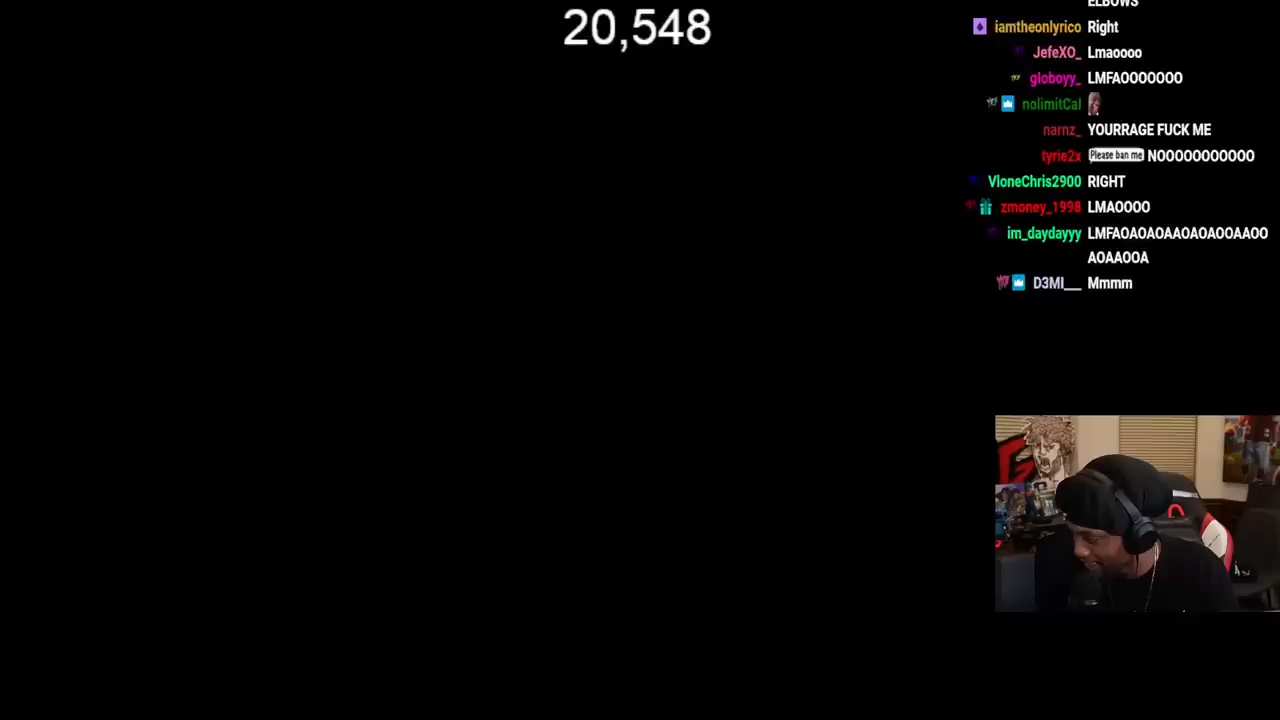 20,548
ELBOWS
iamtheonlyrico Right
JefeXO_ Lmaoooo
globoyy_ LMFAOOOOOOO
nolimitCal
narnz_ YOURRAGE FUCK ME
tyrie2x Please ban me NOOOOOOOOOOO
VloneChris2900 RIGHT
zmoney_1998 LMAOOOO
im_daydayyy LMFAOAOAOAAOAOAOOAAOO
AOAAOOA
D3MI___ Mmmm